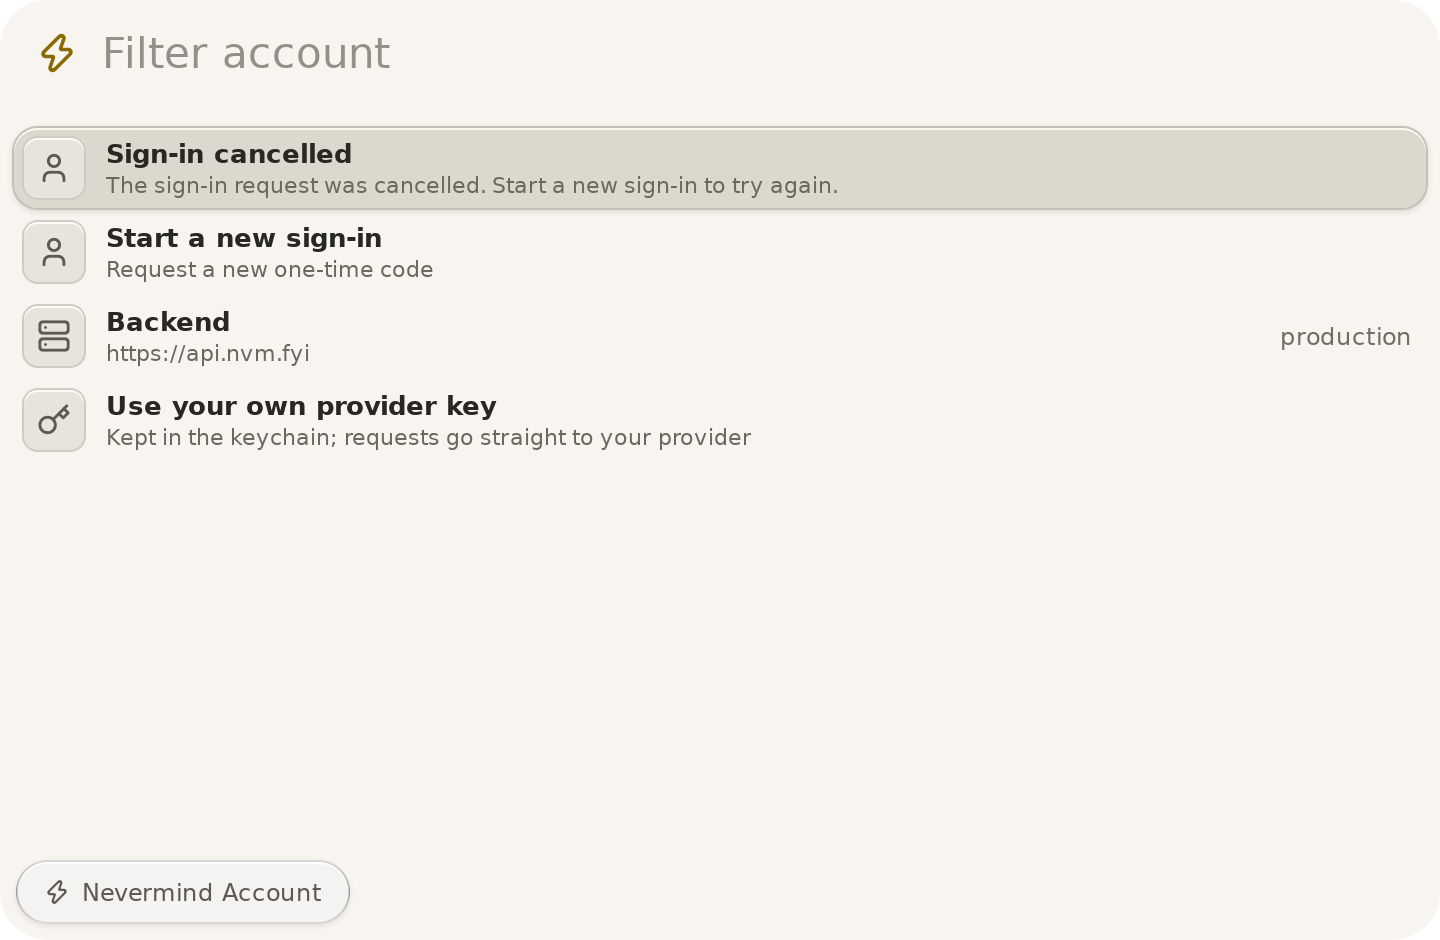 Filter account
Sign-in cancelled
The sign-in request was cancelled. Start a new sign-in to try again.
Start a new sign-in
Request a new one-time code
Backend
https://api.nvm.fyi
production
Use your own provider key
Kept in the keychain; requests go straight to your provider
Nevermind Account